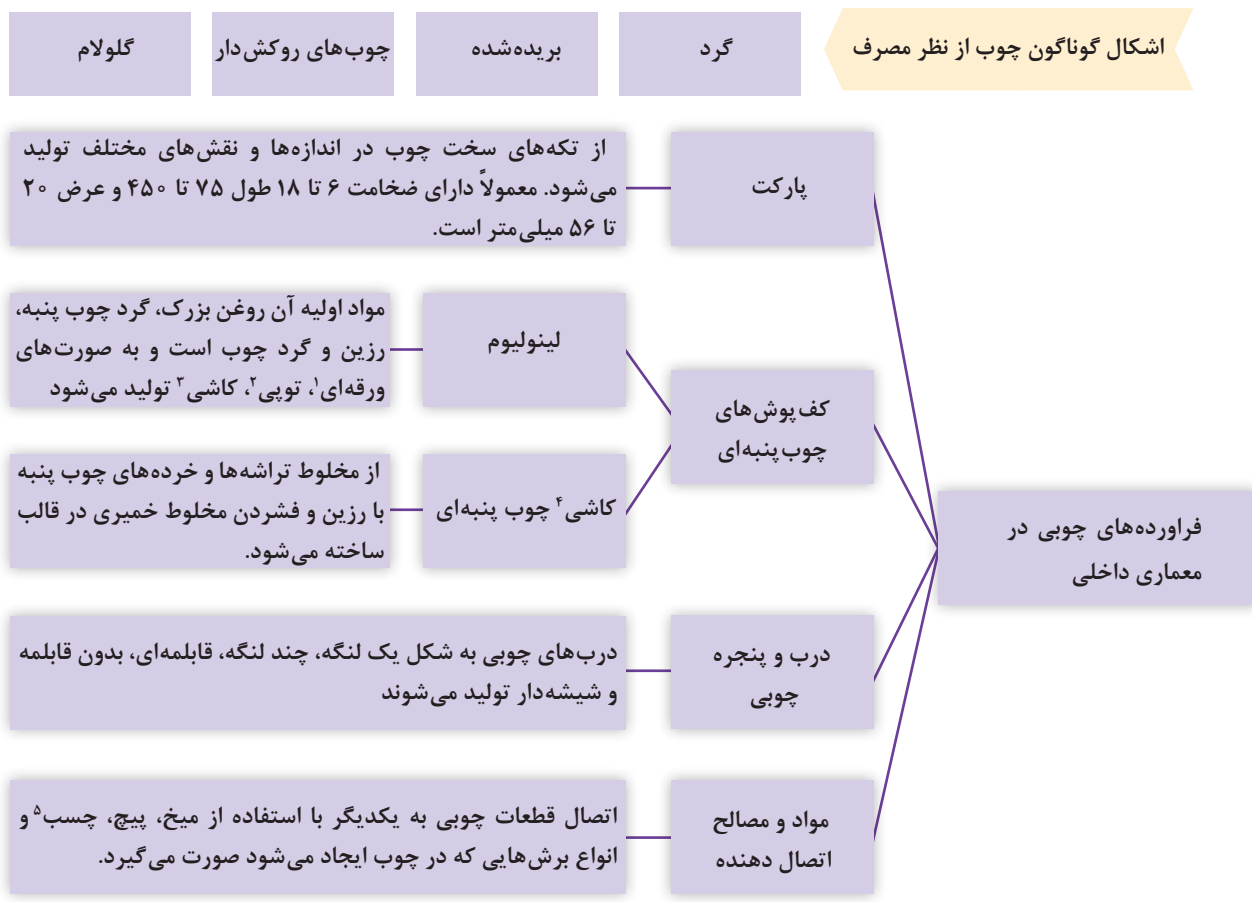 اشکال گوناگون چوب از نظر مصرف
گرد
بریده‌شده
چوب‌های روکش‌دار
گلولام
فراورده‌های چوبی در
معماری داخلی
پارکت
از تکه‌های سخت چوب در اندازه‌ها و نقش‌های مختلف تولید
می‌شود. معمولاً دارای ضخامت ۶ تا ۱۸ طول ۷۵ تا ۴۵۰ و عرض ۲۰
تا ۵۶ میلی‌متر است.
کف‌پوش‌های
چوب‌پنبه‌ای
لینولیوم
مواد اولیه آن روغن بزرک، گرد چوب پنبه،
رزین و گرد چوب است و به صورت‌های
ورقه‌ای۱، توپی۲، کاشی۳ تولید می‌شود
کاشی۴ چوب پنبه‌ای
از مخلوط تراشه‌ها و خرده‌های چوب پنبه
با رزین و فشردن مخلوط خمیری در قالب
ساخته می‌شود.
درب و پنجره
چوبی
درب‌های چوبی به شکل یک لنگه، چند لنگه، قابلمه‌ای، بدون قابلمه
و شیشه‌دار تولید می‌شوند
مواد و مصالح
اتصال دهنده
اتصال قطعات چوبی به یکدیگر با استفاده از میخ، پیچ، چسب۵ و
انواع برش‌هایی که در چوب ایجاد می‌شود صورت می‌گیرد.